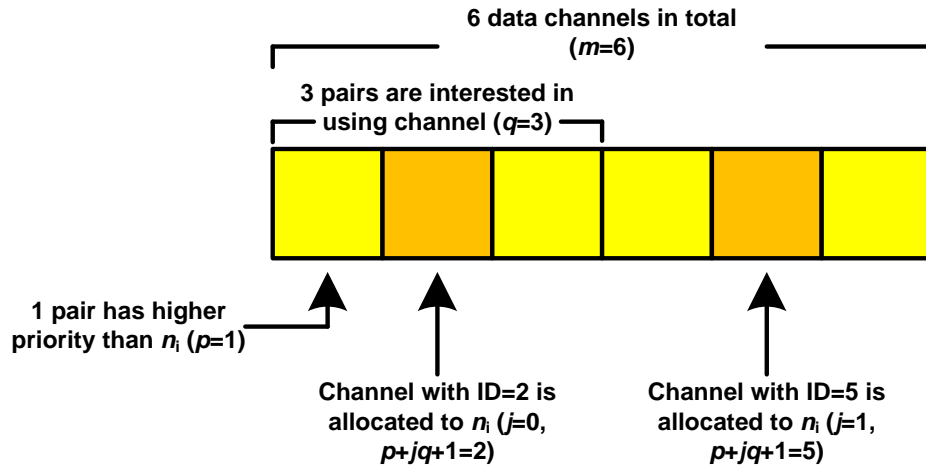 6 data channels in total
(m=6)
3 pairs are interested in
using channel (q=3)
1 pair has higher
priority than nᵢ (p=1)
Channel with ID=2 is
allocated to nᵢ (j=0,
p+jq+1=2)
Channel with ID=5 is
allocated to nᵢ (j=1,
p+jq+1=5)